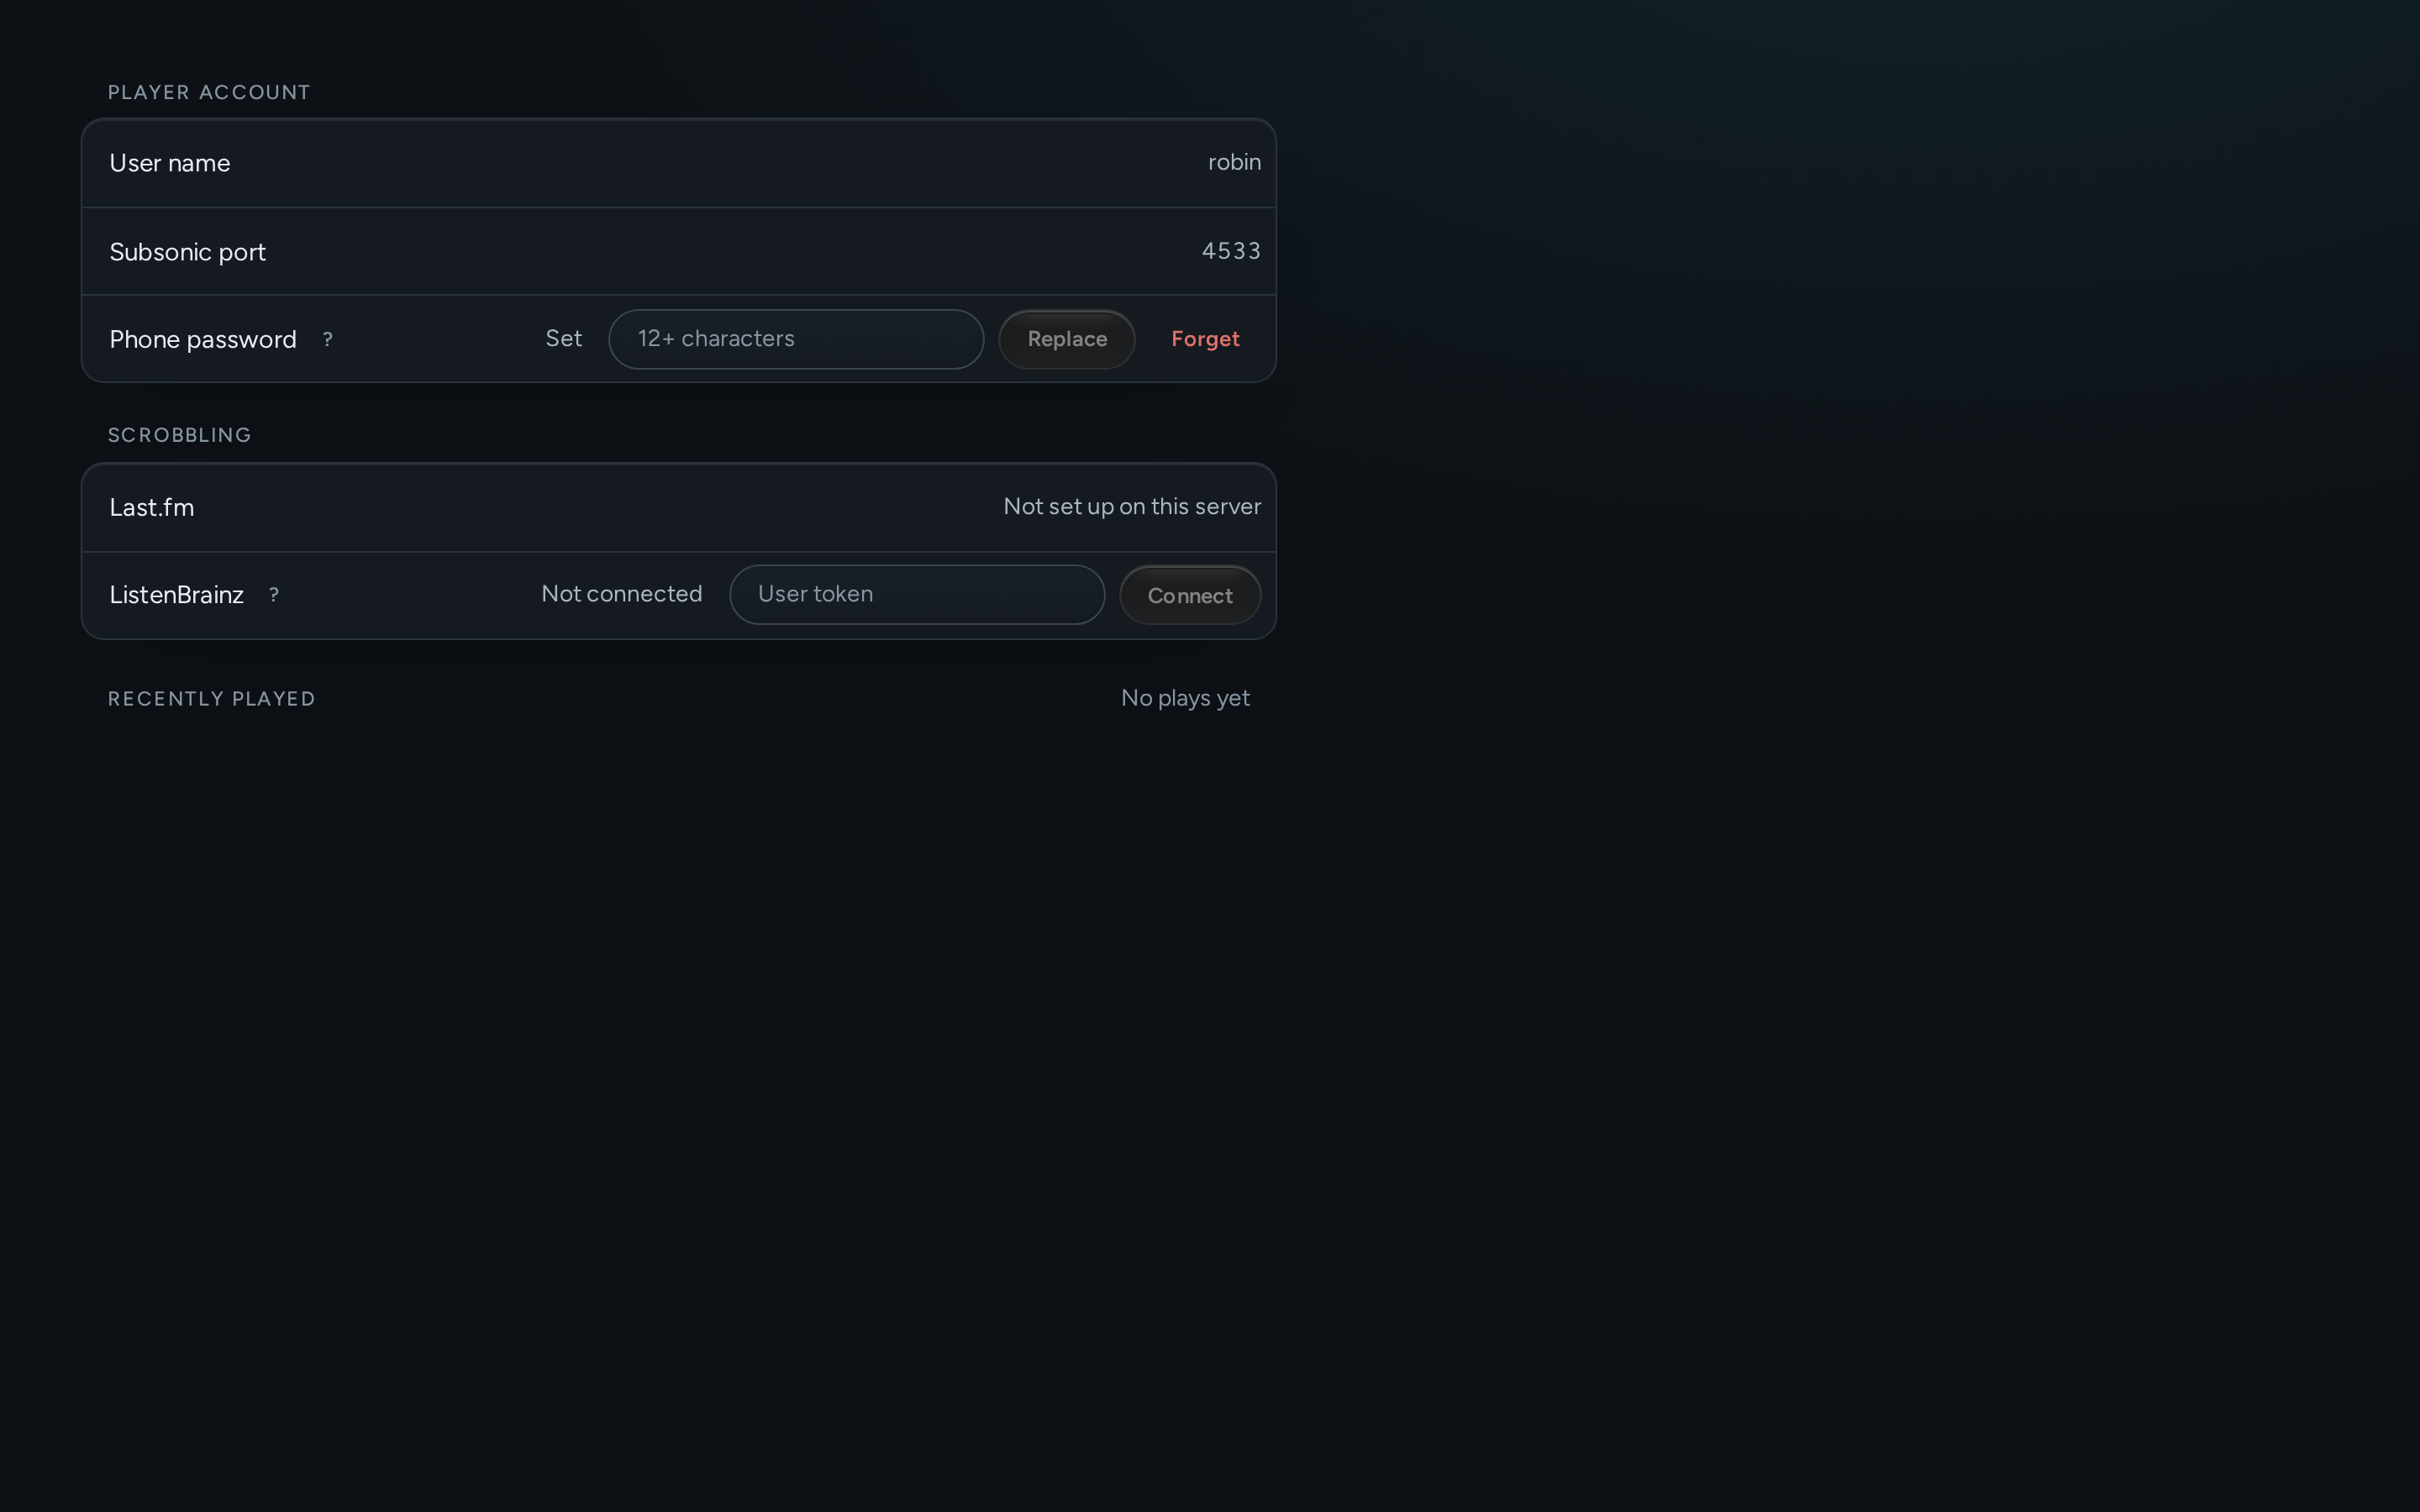 PLAYER ACCOUNT
User name robin
Subsonic port 4533
Phone password ? Set 12+ characters Replace Forget
SCROBBLING
Last.fm Not set up on this server
ListenBrainz ? Not connected User token Connect
RECENTLY PLAYED No plays yet